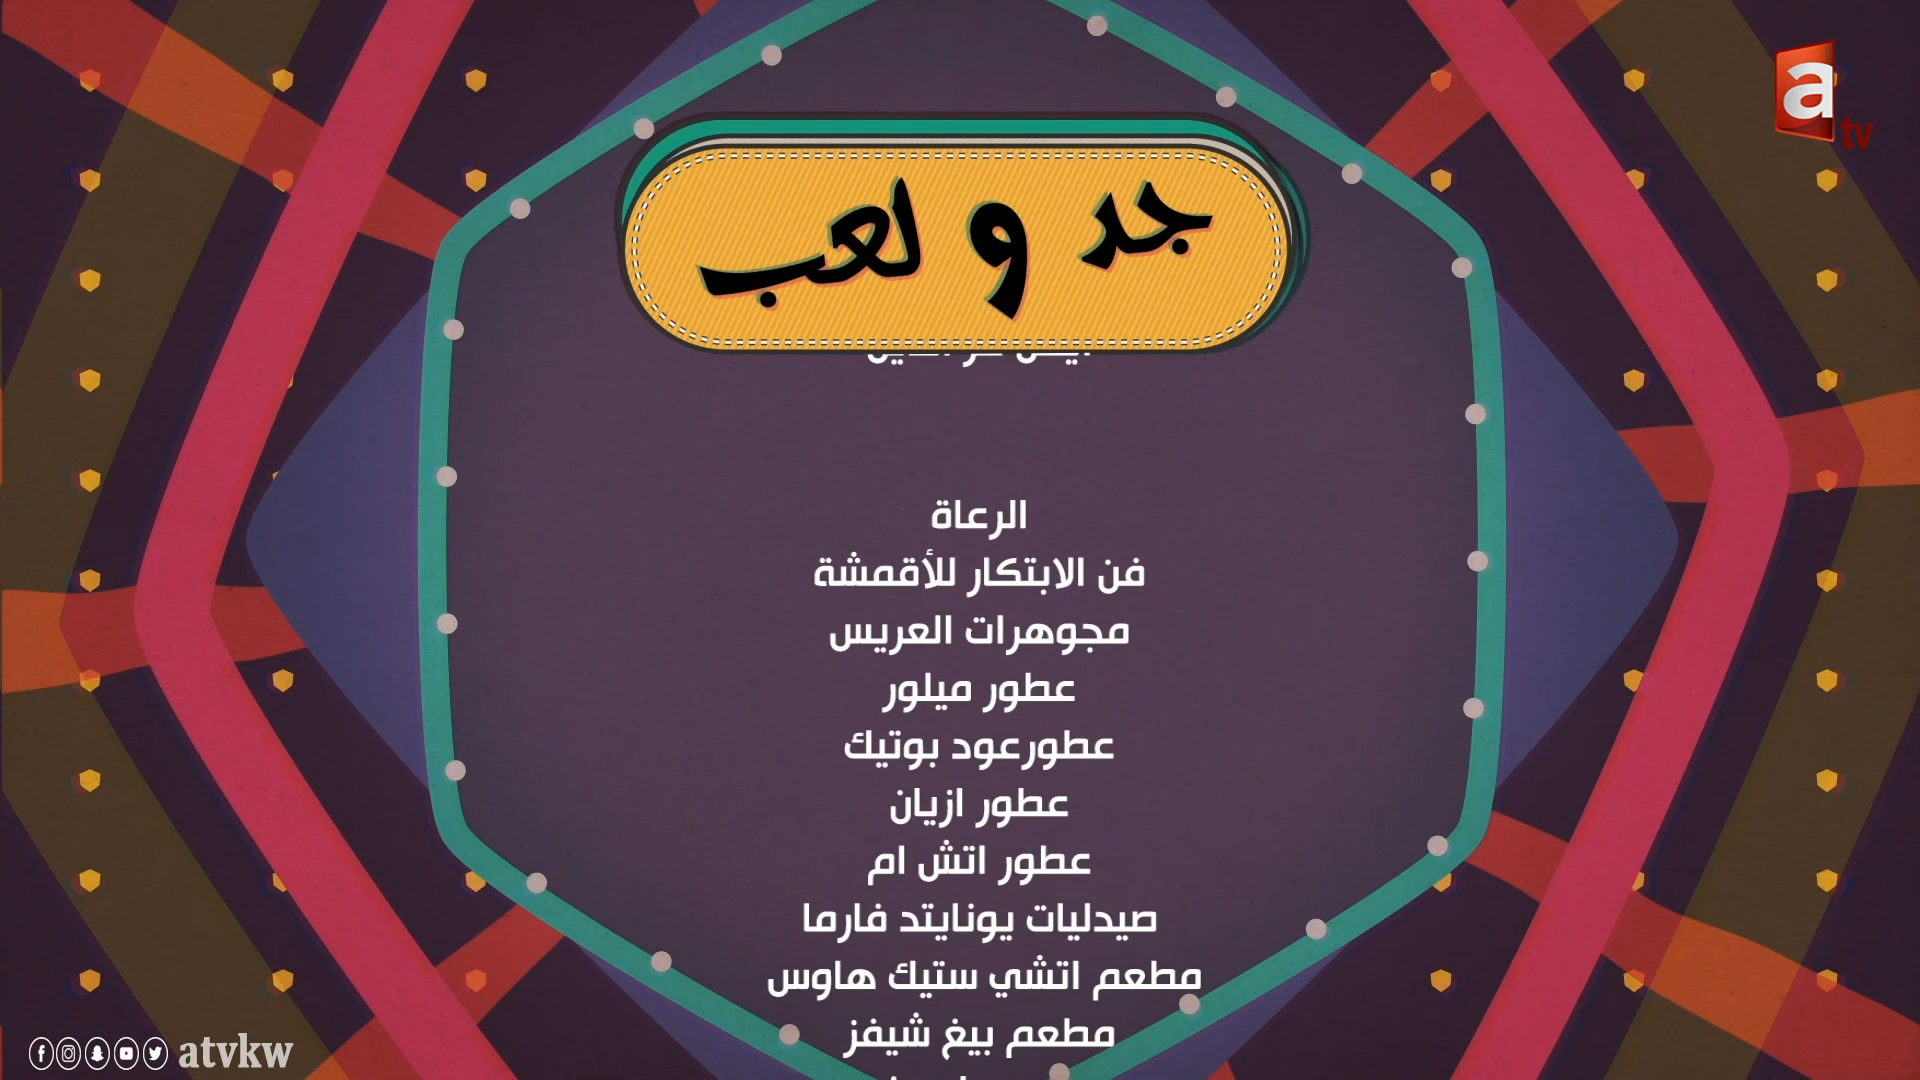 a tv
جد و لعب
الرعاة
فن الابتكار للأقمشة
مجوهرات العريس
عطور ميلور
عطورعود بوتيك
عطور ازيان
عطور اتش ام
صيدليات يونايتد فارما
مطعم اتشي ستيك هاوس
مطعم بيغ شيفز
atvkw